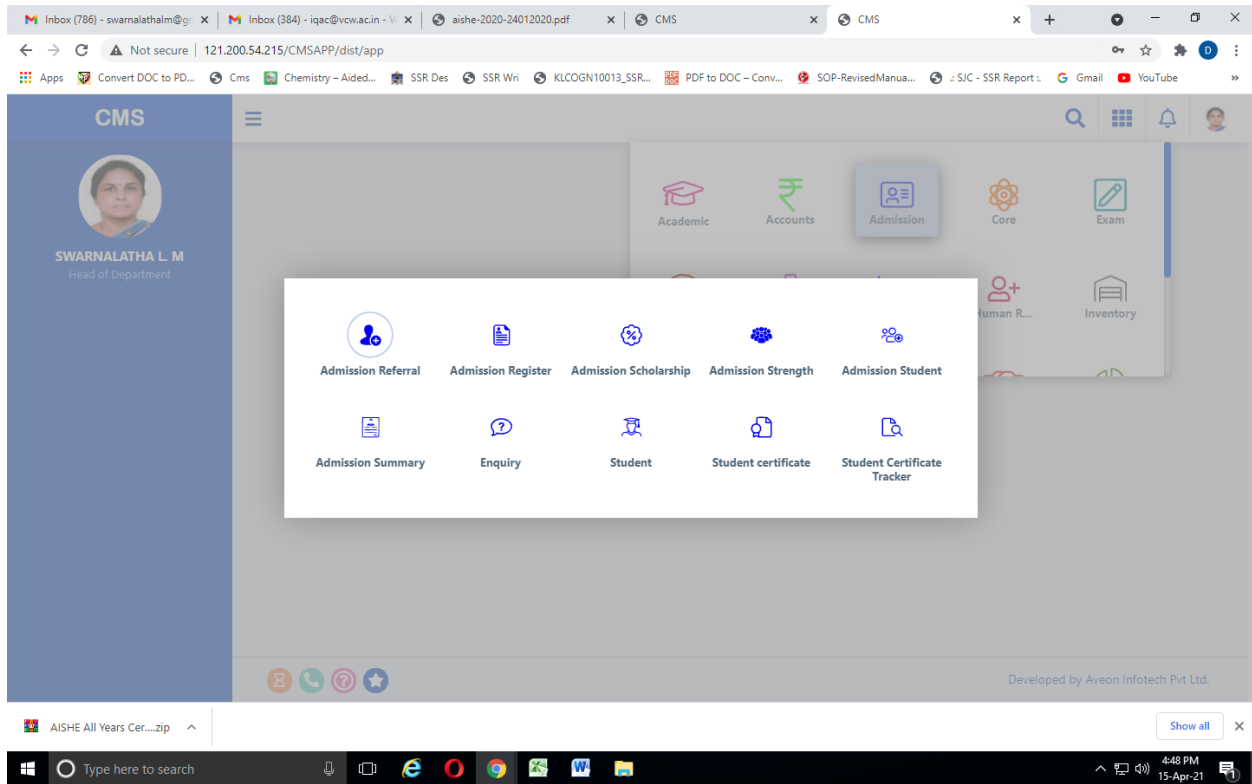 Inbox (786) - swarnalathalm@gm
Inbox (384) - iqac@vcw.ac.in - V
aishe-2020-24012020.pdf
CMS
CMS
Not secure | 121.200.54.215/CMSAPP/dist/app
D
Apps
Convert DOC to PD...
Cms
Chemistry – Aided...
SSR Des
SSR Wri
KLCOGN10013_SSR...
PDF to DOC – Conv...
SOP-RevisedManua...
.: SJC - SSR Report :.
Gmail
YouTube
»
CMS
SWARNALATHA L. M
Head of Department
Academic
Accounts
Admission
Core
Exam
Human R...
Inventory
Admission Referral
Admission Register
Admission Scholarship
Admission Strength
Admission Student
Admission Summary
Enquiry
Student
Student certificate
Student Certificate
Tracker
Developed by Aveon Infotech Pvt Ltd.
AISHE All Years Cer....zip
Show all
Type here to search
4:48 PM
15-Apr-21
1